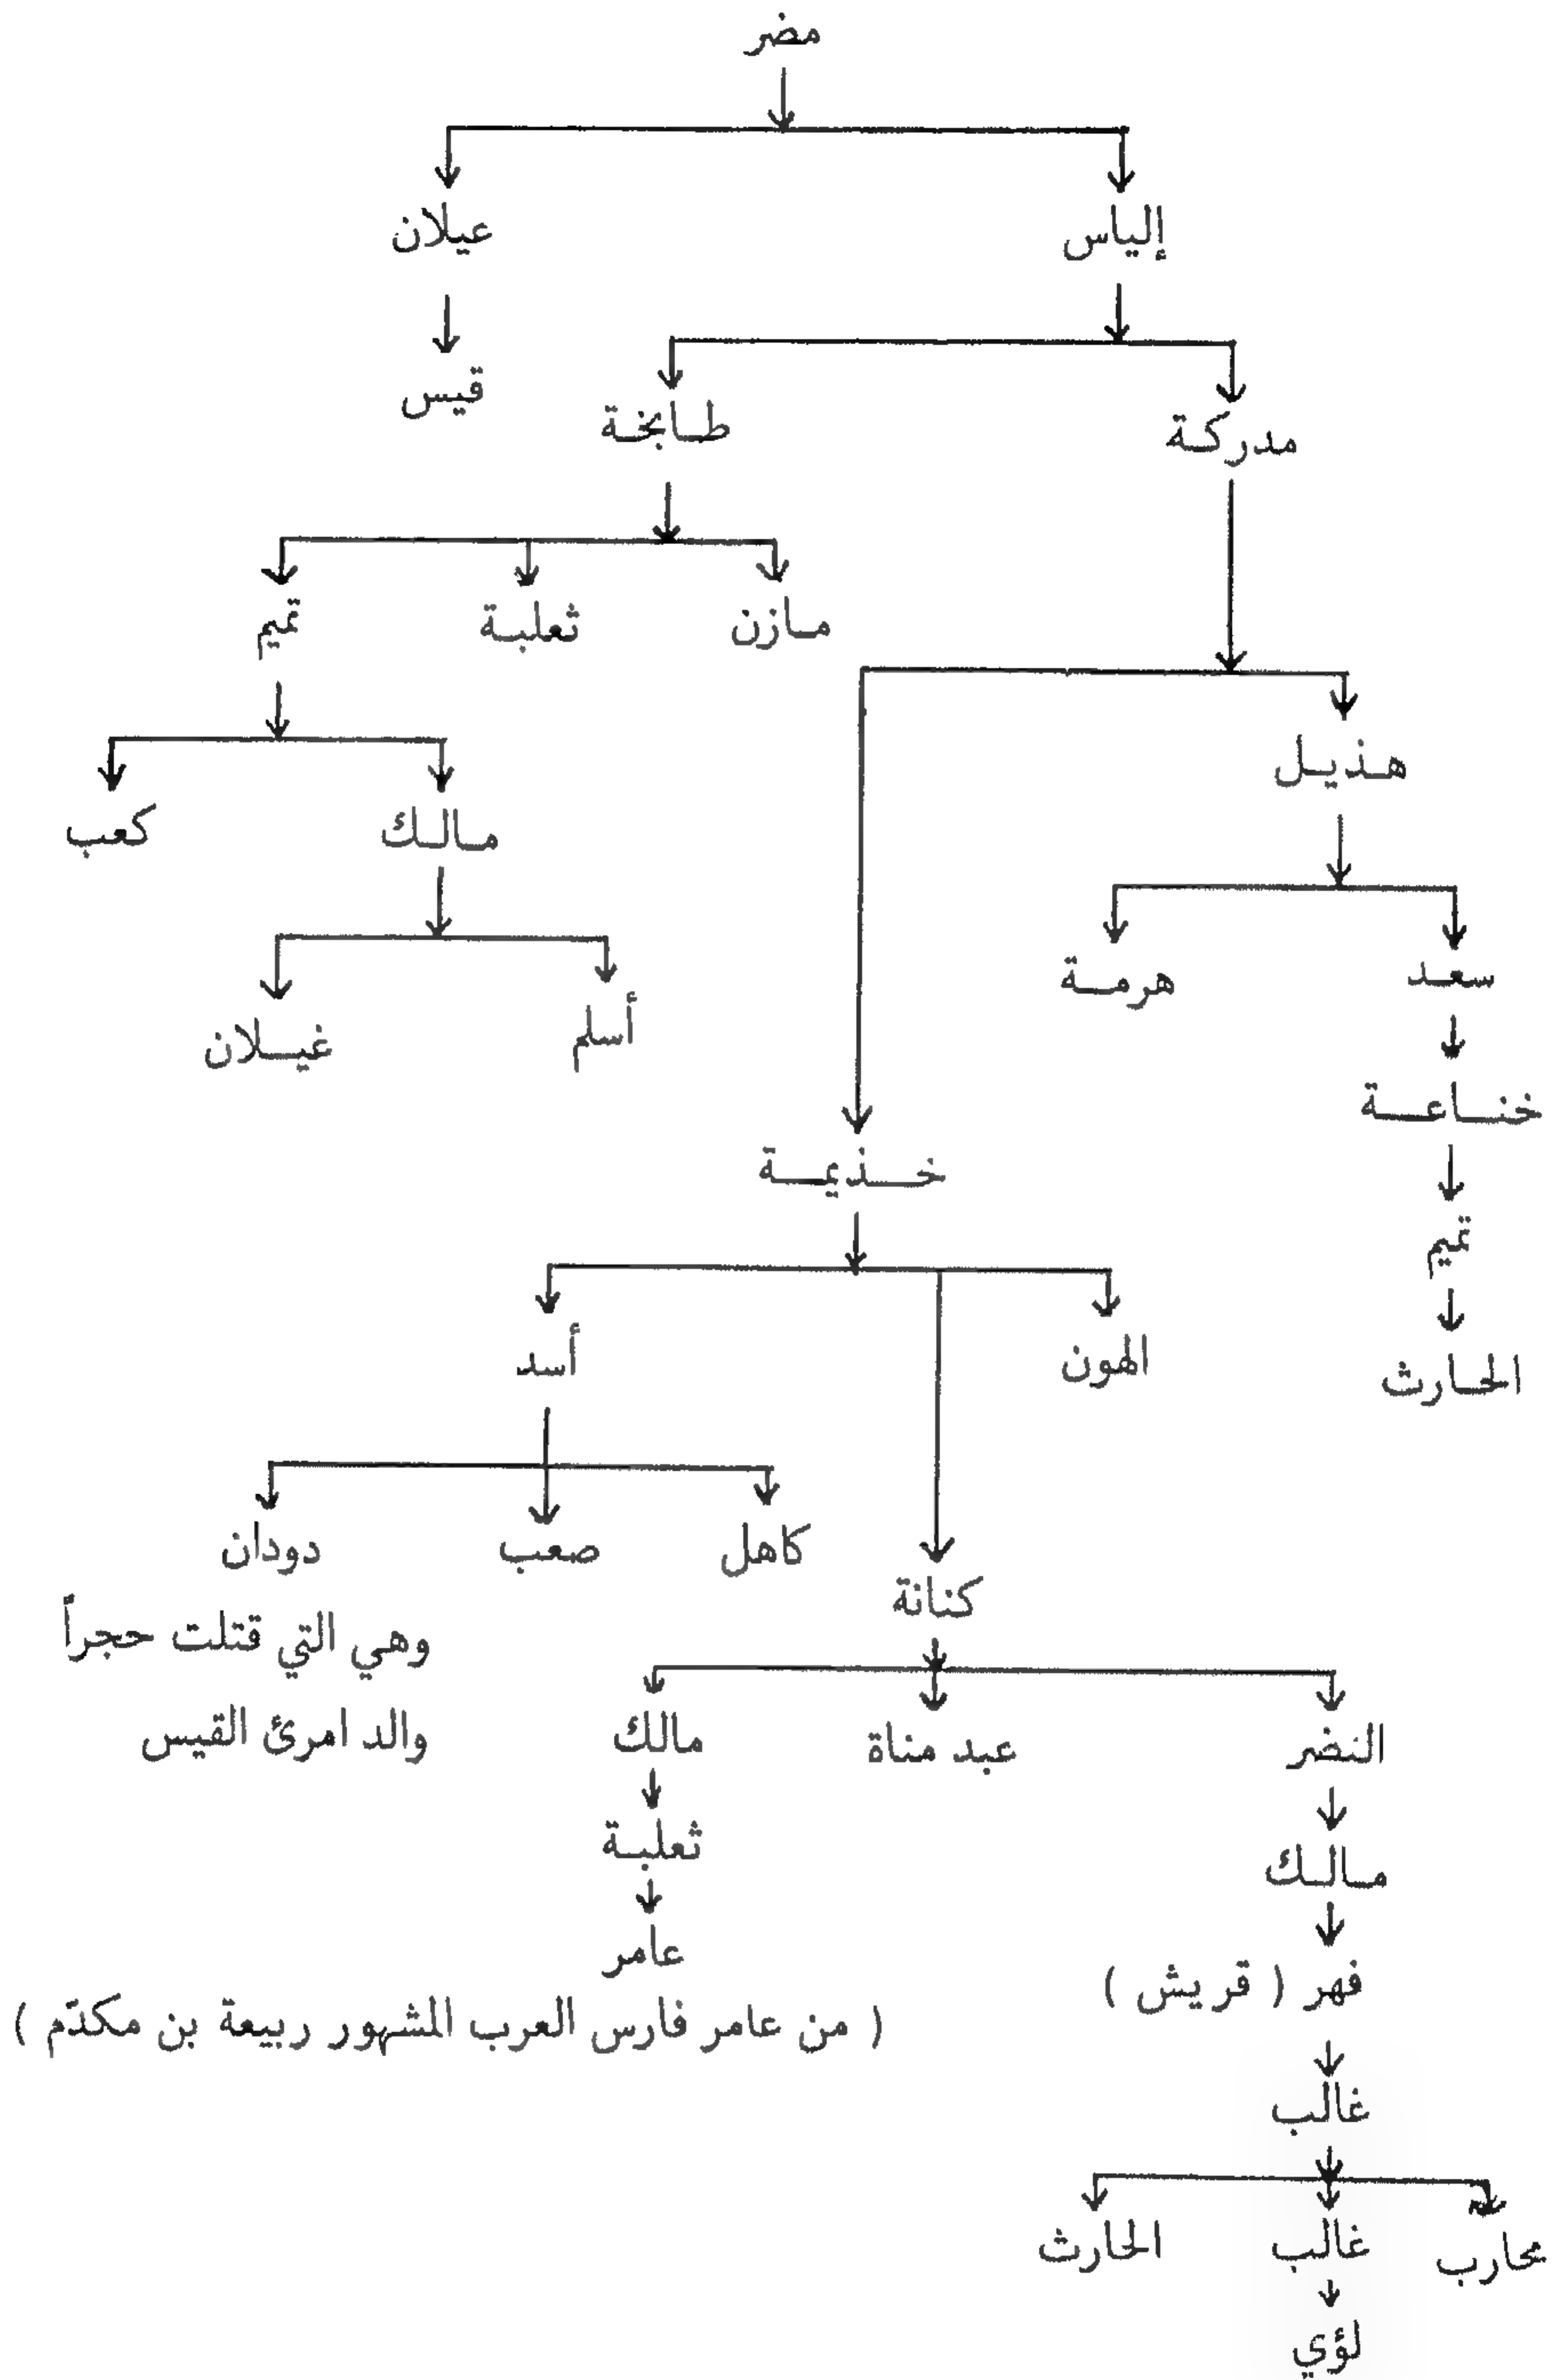 مضر
إلياس
عيلان
قيس
مدركة
طابخة
مازن
ثعلبة
تميم
هذيل
مالك
كعب
سعد
هرمة
أسلم
غيلان
خناعة
خذيمة
تميم
الهون
أسد
الحارث
كاهل
صعب
دودان
كنانة
وهي التي قتلت حجراً
والد امرئ القيس
النضر
عبد مناة
مالك
ثعلبة
مالك
عامر
فهر ( قريش )
( من عامر فارس العرب المشهور ربيعة بن مكدّم )
غالب
محارب
غالب
الحارث
لؤي